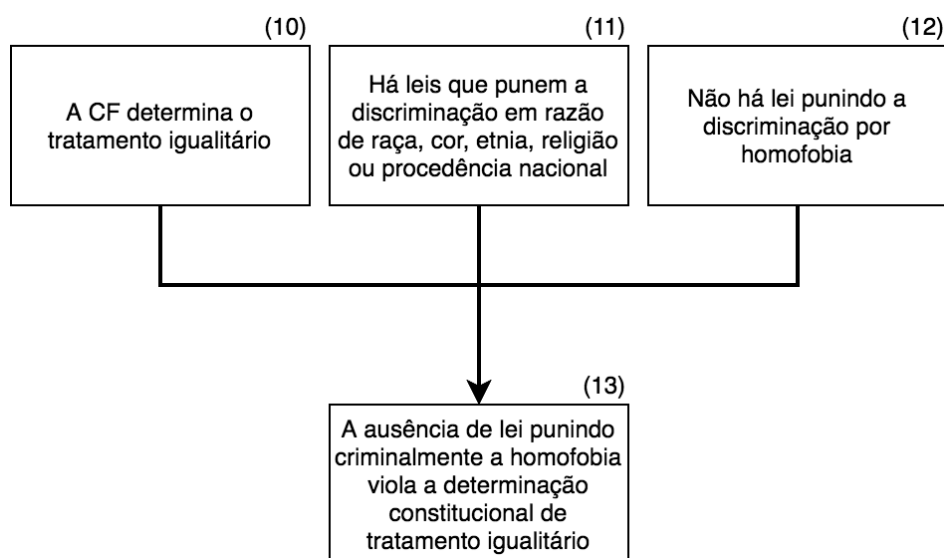 (10)
A CF determina o
tratamento igualitário
(11)
Há leis que punem a
discriminação em razão
de raça, cor, etnia, religião
ou procedência nacional
(12)
Não há lei punindo a
discriminação por
homofobia
(13)
A ausência de lei punindo
criminalmente a homofobia
viola a determinação
constitucional de
tratamento igualitário